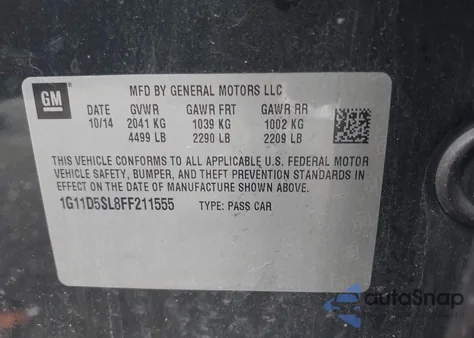 GM
MFD BY GENERAL MOTORS LLC
DATE GVWR GAWR FRT GAWR RR
10/14 2041 KG 1039 KG 1002 KG
4499 LB 2290 LB 2209 LB
THIS VEHICLE CONFORMS TO ALL APPLICABLE U.S. FEDERAL MOTOR
VEHICLE SAFETY, BUMPER, AND THEFT PREVENTION STANDARDS IN
EFFECT ON THE DATE OF MANUFACTURE SHOWN ABOVE.
1G11D5SL8FF211555 TYPE: PASS CAR
autoSnap